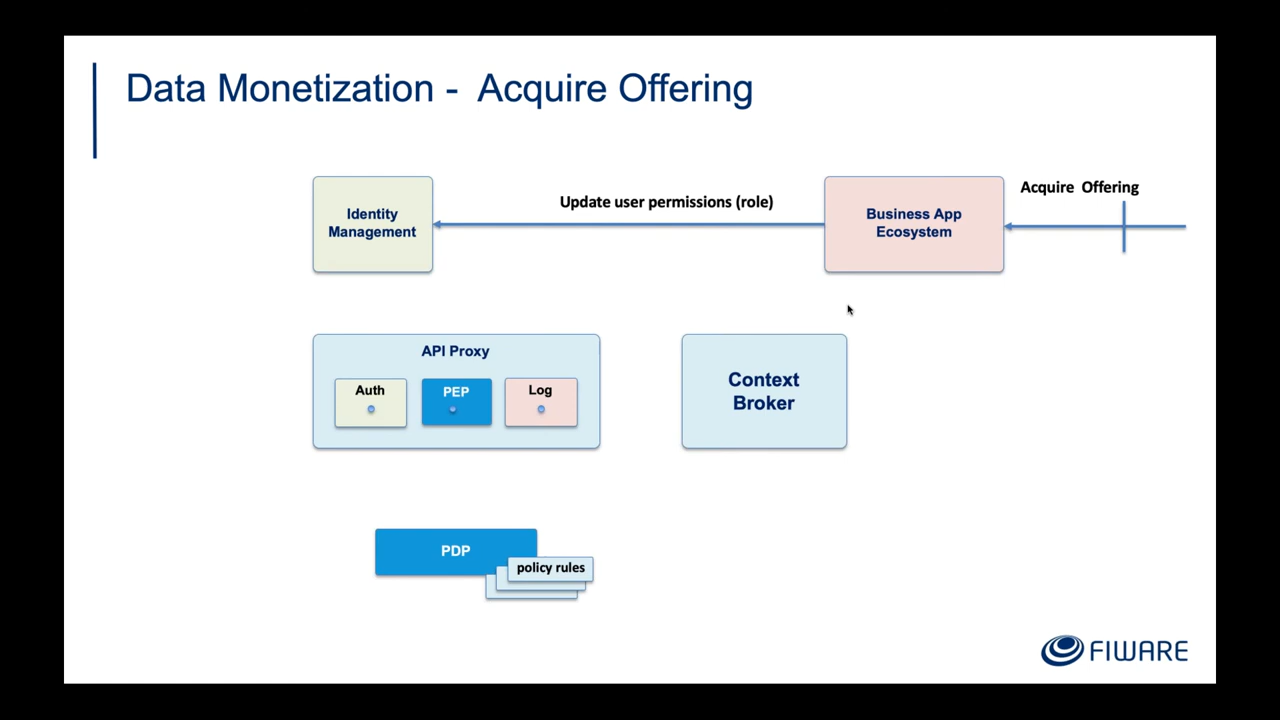 Data Monetization - Acquire Offering
Acquire Offering
Update user permissions (role)
Identity
Management
Business App
Ecosystem
API Proxy
Auth
PEP
Log
Context
Broker
PDP
policy rules
FIWARE